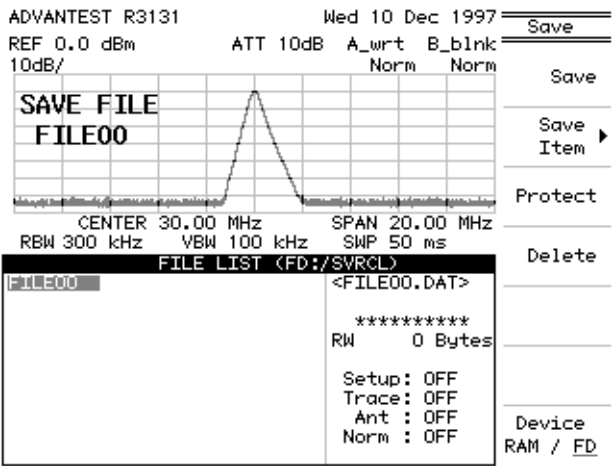 ADVANTEST R3131 Wed 10 Dec 1997
REF 0.0 dBm ATT 10dB A_wrt B_blnk
10dB/ Norm Norm
SAVE FILE
FILE00
CENTER 30.00 MHz SPAN 20.00 MHz
RBW 300 kHz VBW 100 kHz SWP 50 ms
FILE LIST (FD:/SVRCL)
FILE00
<FILE00.DAT>
**********
RW 0 Bytes
Setup: OFF
Trace: OFF
Ant : OFF
Norm : OFF
Save
Save
Save
Item
Protect
Delete
Device
RAM / FD